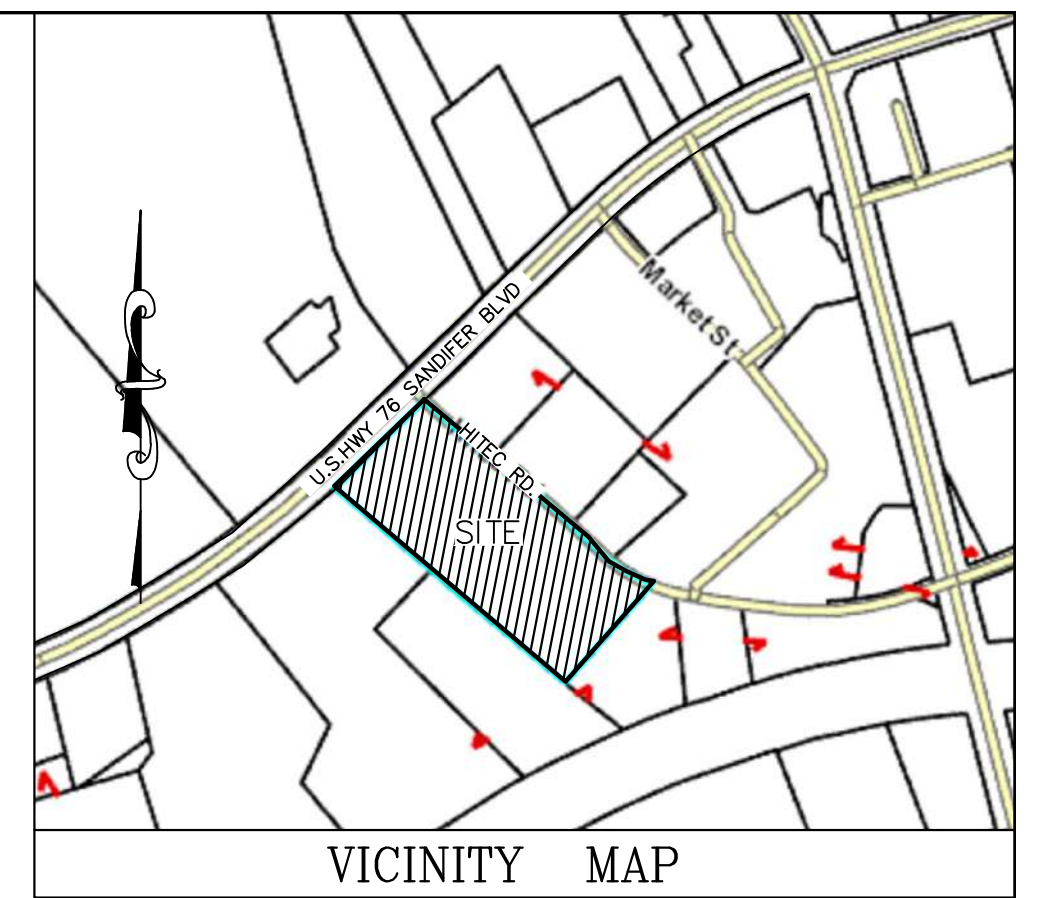 Market St
U.S.HWY 76 SANDIFER BLVD
HITEC RD.
SITE
VICINITY MAP